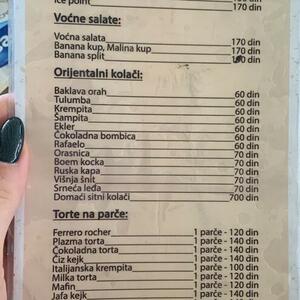 Ice point 150 din
170 din
Voćne salate:
Voćna salata 170 din
Banana kup, Malina kup 170 din
Banana split din
Orijentalni kolači:
Baklava orah 60 din
Tulumba 60 din
Krempita 60 din
Šampita 60 din
Ekler 60 din
Čokoladna bombica 60 din
Rafaelo 60 din
Orasnica 70 din
Boem kocka 70 din
Ruska kapa 70 din
Višnja šnit 70 din
Srneća leđa 70 din
Domaći sitni kolači 700 din
Torte na parče:
Ferrero rocher 1 parče - 120 din
Plazma torta 1 parče - 140 din
Čokoladna torta 1 parče - 140 din
Čiz kejk 1 parče - 140 din
Italijanska krempita 1 parče - 100 din
Milka torta 1 parče - 120 din
Mafin 1 parče - 120 din
Jafa kejk 1 parče - 140 din